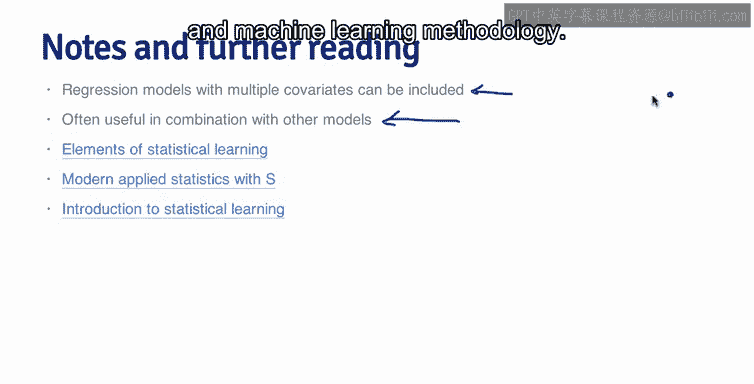 and machine learning methodology.
Notes and further reading
Regression models with multiple covariates can be included
Often useful in combination with other models
Elements of statistical learning
Modern applied statistics with S
Introduction to statistical learning